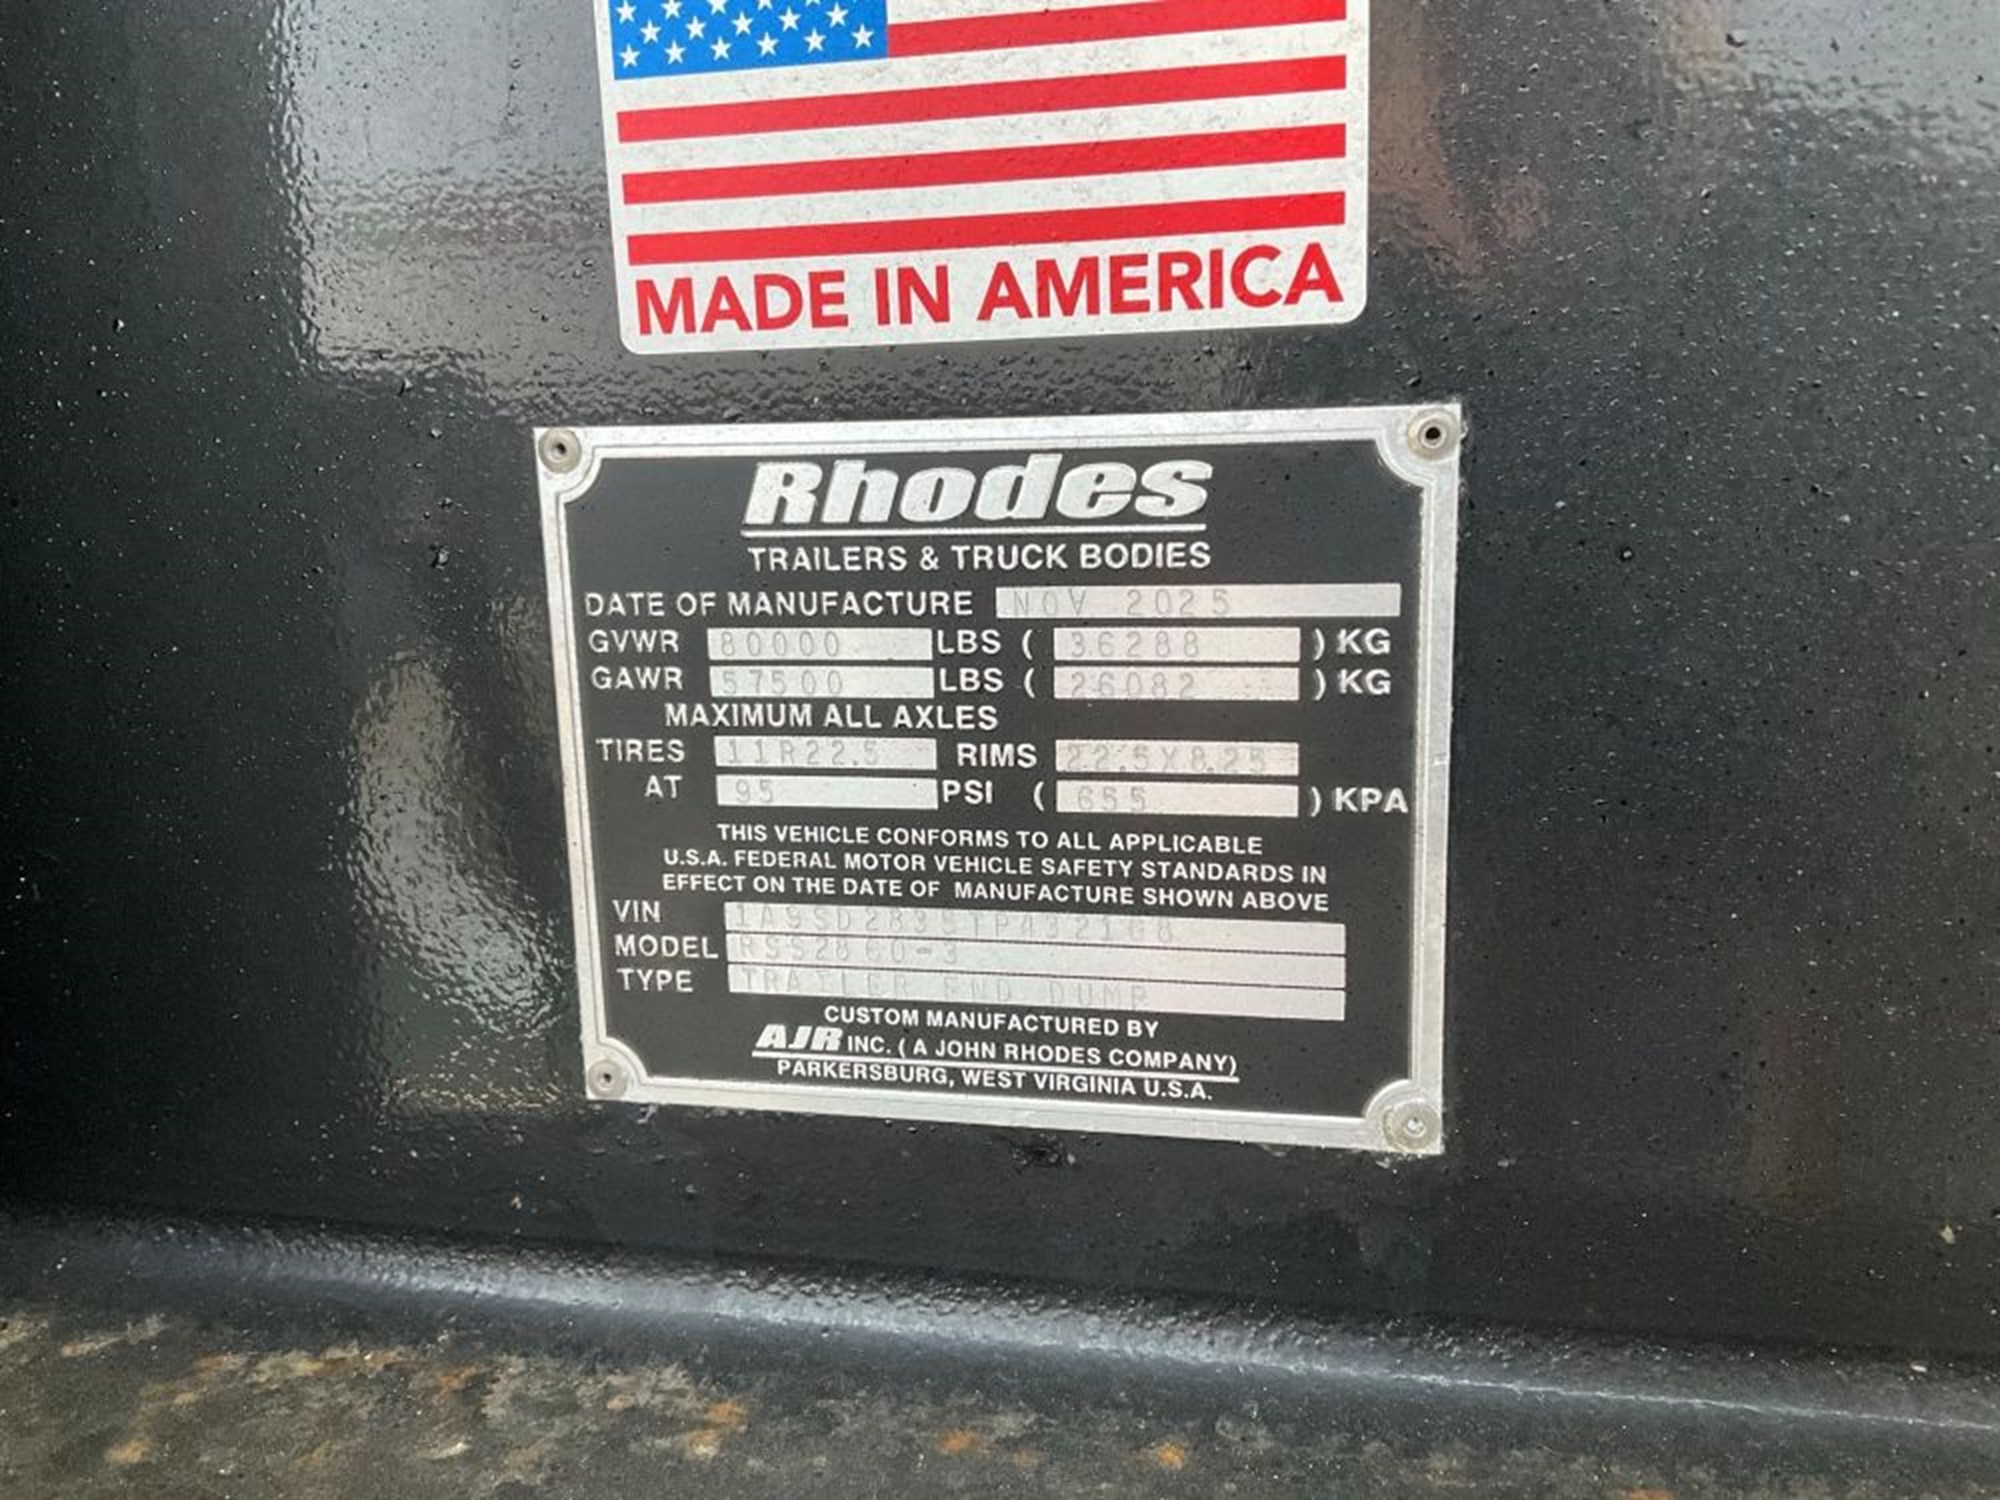 MADE IN AMERICA
Rhodes
TRAILERS & TRUCK BODIES
DATE OF MANUFACTURE NOV 2025
GVWR 80000 LBS ( 36288 ) KG
GAWR 57500 LBS ( 26082 ) KG
MAXIMUM ALL AXLES
TIRES 11R22.5 RIMS 22.5X8.25
AT 95 PSI ( 655 ) KPA
THIS VEHICLE CONFORMS TO ALL APPLICABLE
U.S.A. FEDERAL MOTOR VEHICLE SAFETY STANDARDS IN
EFFECT ON THE DATE OF MANUFACTURE SHOWN ABOVE
VIN
MODEL RSS2860-3
TYPE TRAILER END DUMP
CUSTOM MANUFACTURED BY
AJR INC. ( A JOHN RHODES COMPANY)
PARKERSBURG, WEST VIRGINIA U.S.A.